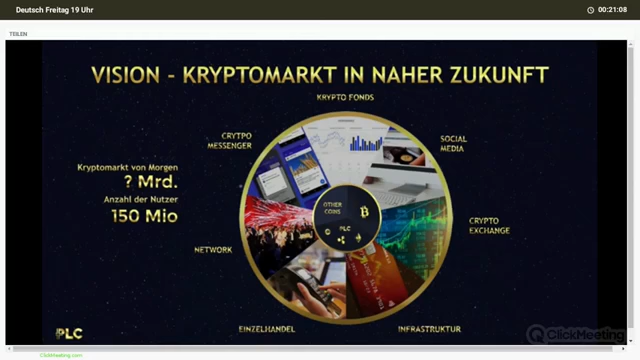 Deutsch Freitag 19 Uhr
00:21:08
TEILEN
VISION - KRYPTOMARKT IN NAHER ZUKUNFT
KRYPTO FONDS
CRYTPO
MESSENGER
SOCIAL
MEDIA
Kryptomarkt von Morgen
? Mrd.
Anzahl der Nutzer
150 Mio
OTHER
COINS
PLC
CRYPTO
EXCHANGE
NETWORK
EINZELHANDEL
INFRASTRUKTUR
PLC
ClickMeeting
ClickMeeting.com